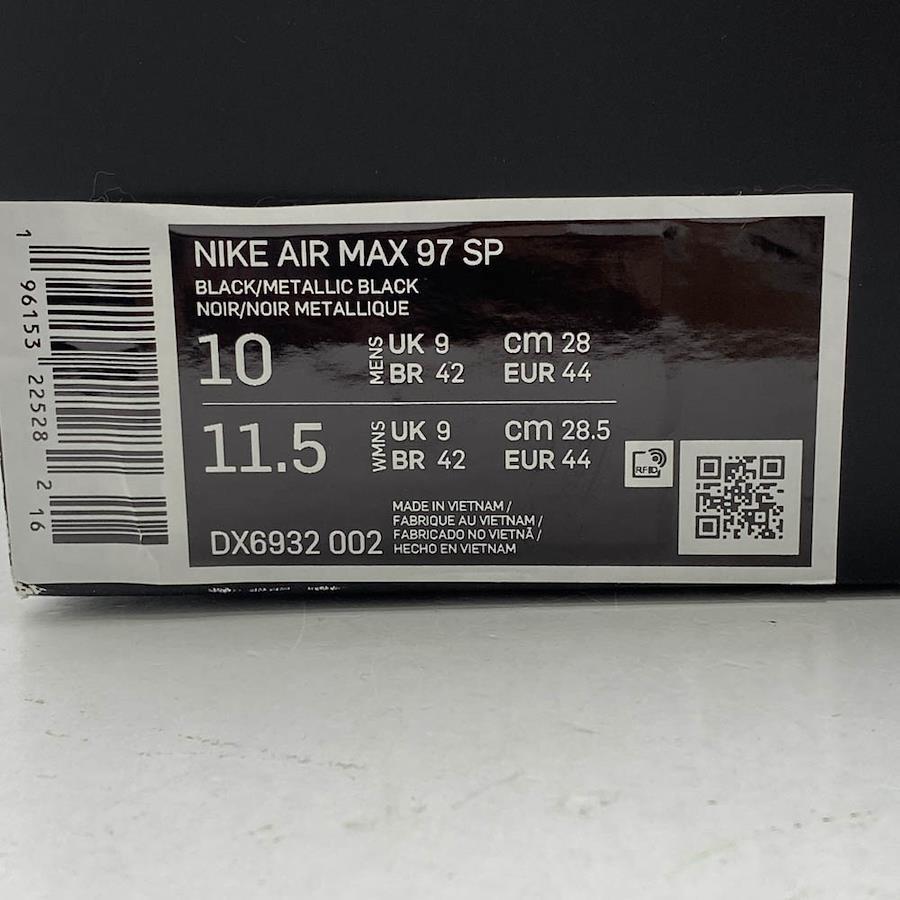 NIKE AIR MAX 97 SP
BLACK/METALLIC BLACK
NOIR/NOIR METALLIQUE
10 MENS UK 9 cm 28
BR 42 EUR 44
11.5 WMNS UK 9 cm 28.5
BR 42 EUR 44
RFID
DX6932 002
MADE IN VIETNAM /
FABRIQUE AU VIETNAM /
FABRICADO NO VIETNÃ /
HECHO EN VIETNAM
1 96153 22528 2 16